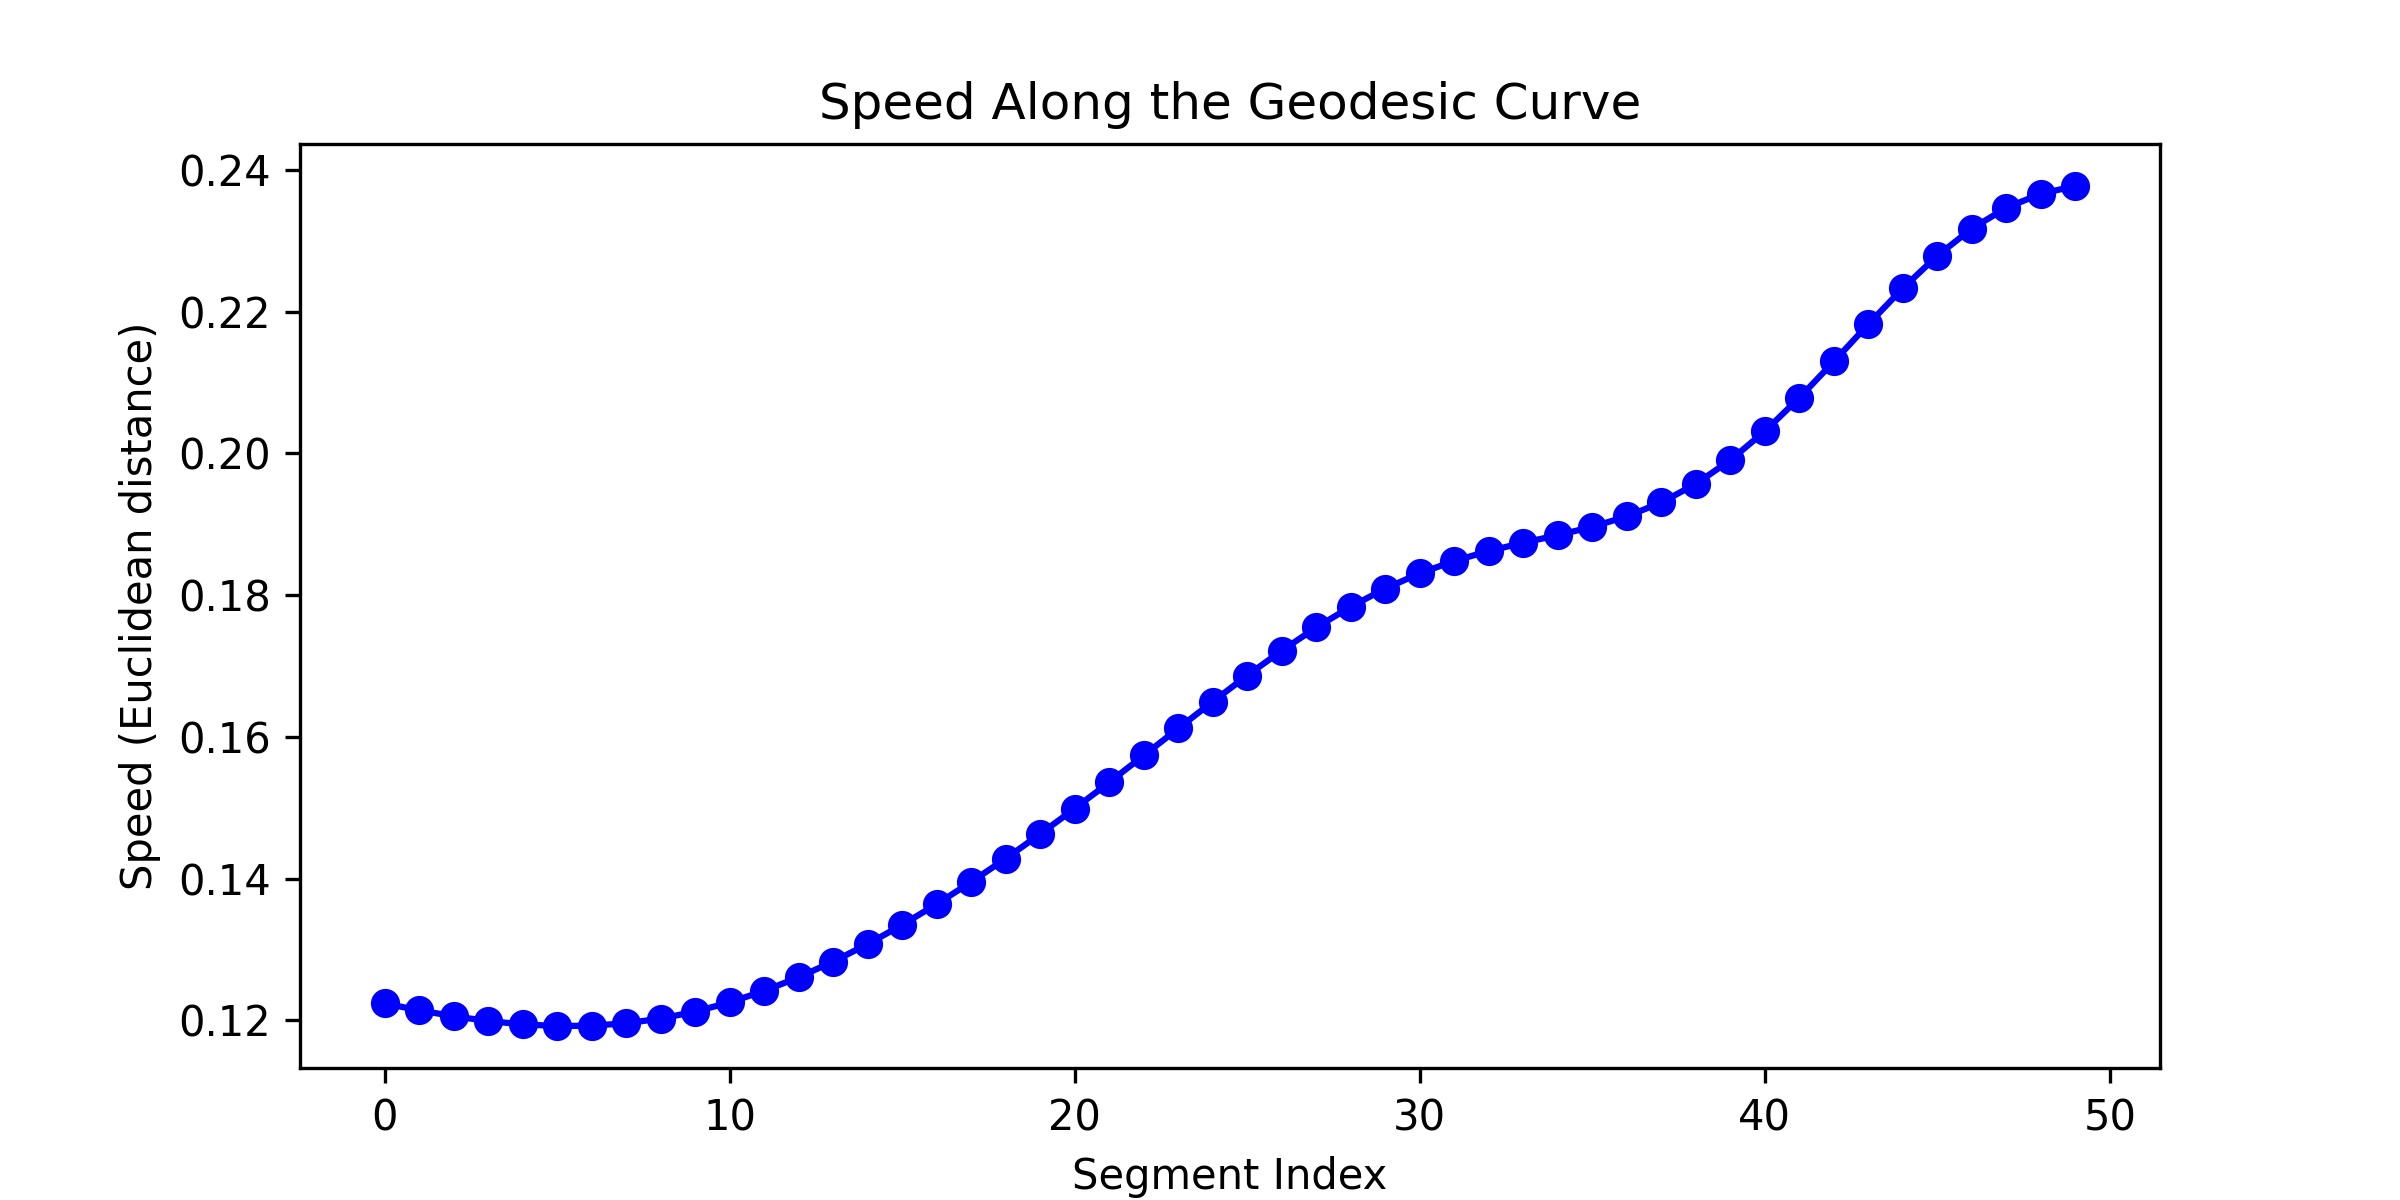 Speed Along the Geodesic Curve
0.24
0.22
0.20
0.18
0.16
0.14
0.12
Speed (Euclidean distance)
0 10 20 30 40 50
Segment Index